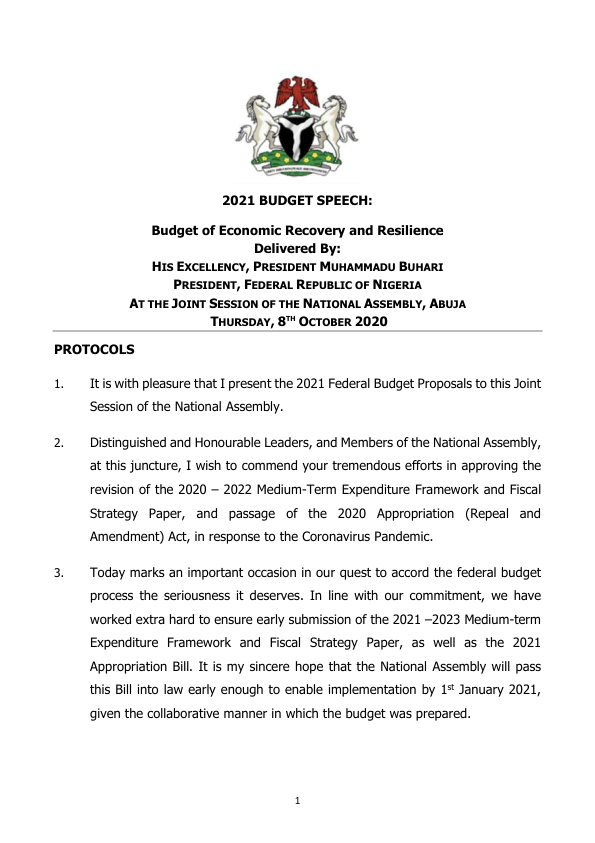 2021 BUDGET SPEECH:
Budget of Economic Recovery and Resilience
Delivered By:
HIS EXCELLENCY, PRESIDENT MUHAMMADU BUHARI
PRESIDENT, FEDERAL REPUBLIC OF NIGERIA
AT THE JOINT SESSION OF THE NATIONAL ASSEMBLY, ABUJA
THURSDAY, 8TH OCTOBER 2020
PROTOCOLS
1. It is with pleasure that I present the 2021 Federal Budget Proposals to this Joint
Session of the National Assembly.
2. Distinguished and Honourable Leaders, and Members of the National Assembly,
at this juncture, I wish to commend your tremendous efforts in approving the
revision of the 2020 – 2022 Medium-Term Expenditure Framework and Fiscal
Strategy Paper, and passage of the 2020 Appropriation (Repeal and
Amendment) Act, in response to the Coronavirus Pandemic.
3. Today marks an important occasion in our quest to accord the federal budget
process the seriousness it deserves. In line with our commitment, we have
worked extra hard to ensure early submission of the 2021 –2023 Medium-term
Expenditure Framework and Fiscal Strategy Paper, as well as the 2021
Appropriation Bill. It is my sincere hope that the National Assembly will pass
this Bill into law early enough to enable implementation by 1st January 2021,
given the collaborative manner in which the budget was prepared.
1